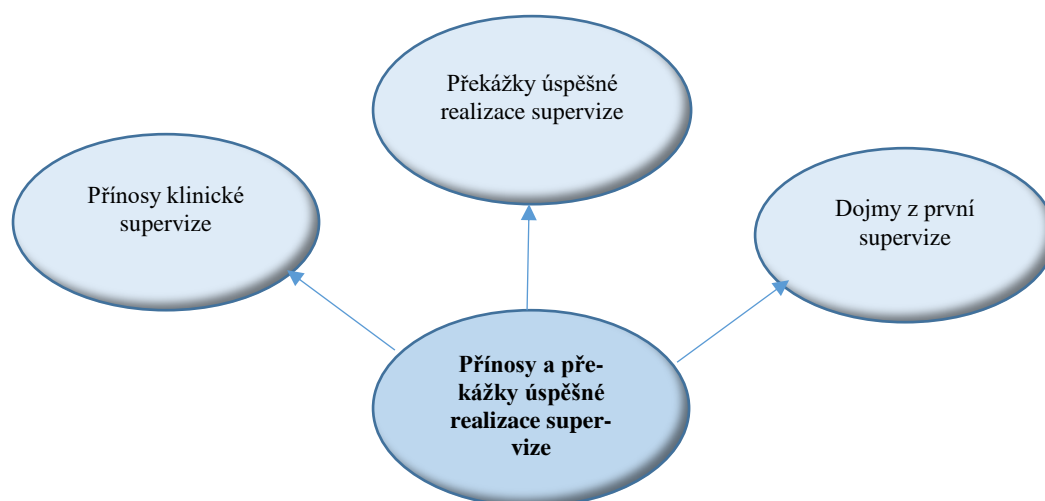 Překážky úspěšné
realizace supervize
Přínosy klinické
supervize
Dojmy z první
supervize
Přínosy a pře-
kážky úspěšné
realizace super-
vize